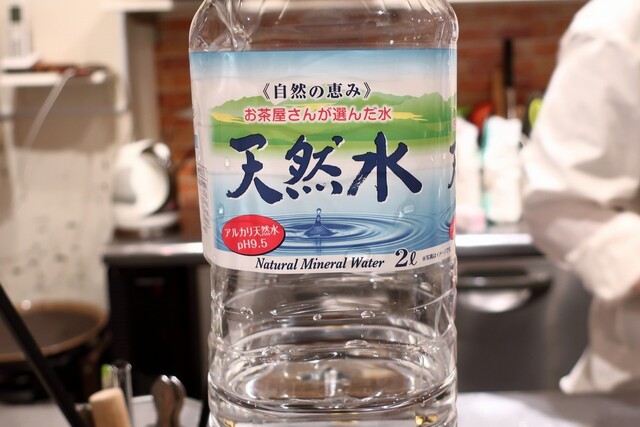 《自然の恵み》
お茶屋さんが選んだ水
天然水
アルカリ天然水
pH9.5
Natural Mineral Water 2ℓ